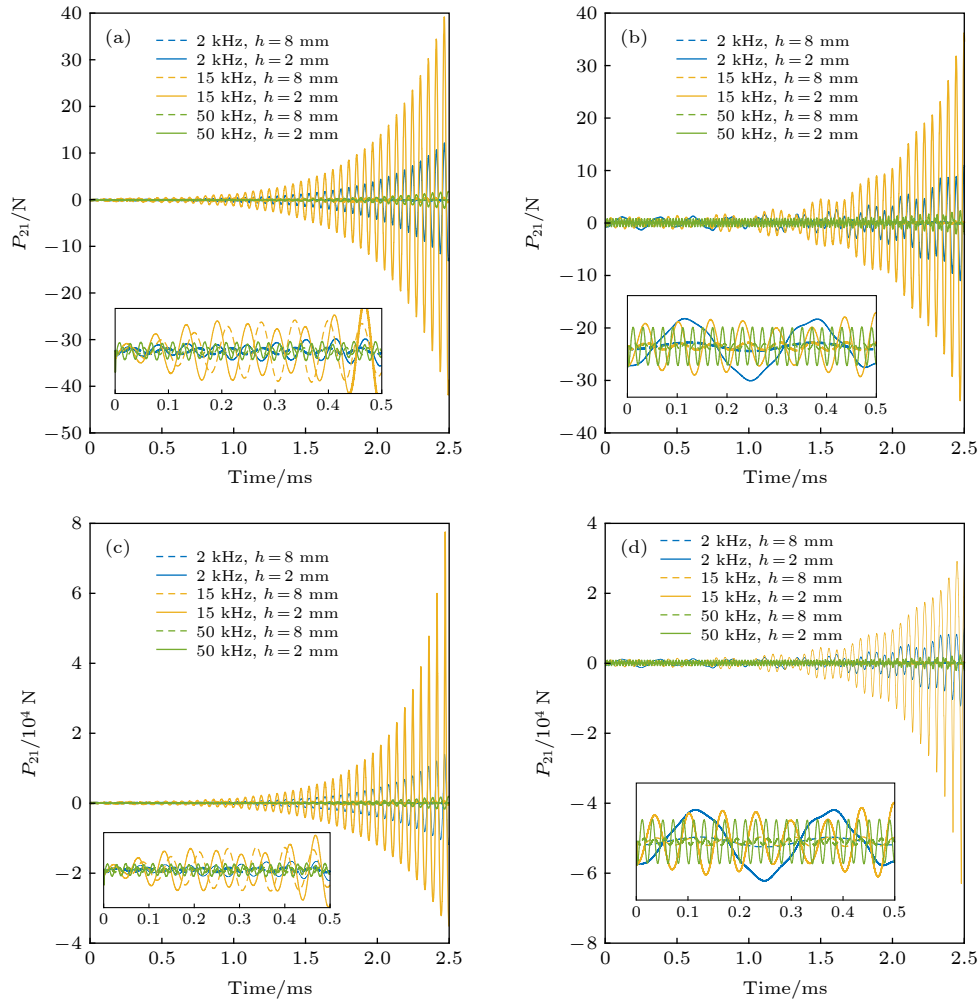 (a)
2 kHz, h=8 mm
2 kHz, h=2 mm
15 kHz, h=8 mm
15 kHz, h=2 mm
50 kHz, h=8 mm
50 kHz, h=2 mm
40
30
20
10
0
−10
−20
−30
−40
−50
P21/N
0 0.1 0.2 0.3 0.4 0.5
0 0.5 1.0 1.5 2.0 2.5
Time/ms
(b)
2 kHz, h=8 mm
2 kHz, h=2 mm
15 kHz, h=8 mm
15 kHz, h=2 mm
50 kHz, h=8 mm
50 kHz, h=2 mm
40
30
20
10
0
−10
−20
−30
−40
P21/N
0 0.1 0.2 0.3 0.4 0.5
0 0.5 1.0 1.5 2.0 2.5
Time/ms
(c)
2 kHz, h=8 mm
2 kHz, h=2 mm
15 kHz, h=8 mm
15 kHz, h=2 mm
50 kHz, h=8 mm
50 kHz, h=2 mm
8
6
4
2
0
−2
−4
P21/10⁴ N
0 0.1 0.2 0.3 0.4 0.5
0 0.5 1.0 1.5 2.0 2.5
Time/ms
(d)
2 kHz, h=8 mm
2 kHz, h=2 mm
15 kHz, h=8 mm
15 kHz, h=2 mm
50 kHz, h=8 mm
50 kHz, h=2 mm
4
2
0
−2
−4
−6
−8
P21/10⁴ N
0 0.1 0.2 0.3 0.4 0.5
0 0.5 1.0 1.5 2.0 2.5
Time/ms